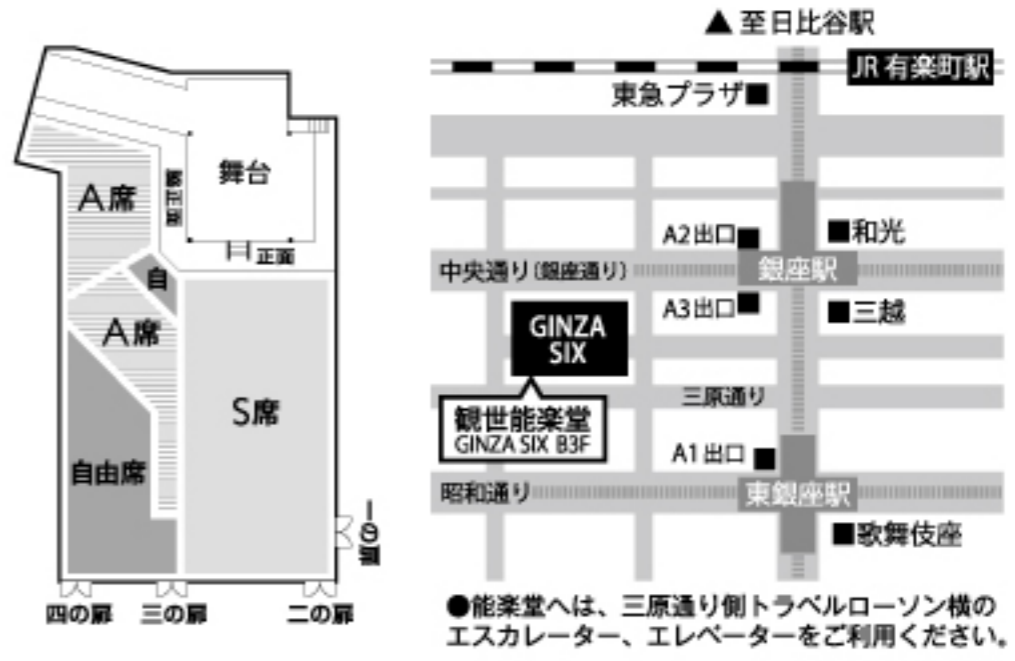 舞台
A席
脇正面
正面
自
A席
S席
自由席
一の扉
四の扉
三の扉
二の扉
▲至日比谷駅
JR有楽町駅
東急プラザ■
A2出口■
■和光
中央通り(銀座通り)
銀座駅
A3出口■
■三越
GINZA
SIX
三原通り
観世能楽堂
GINZA SIX B3F
A1出口■
昭和通り
東銀座駅
■歌舞伎座
●能楽堂へは、三原通り側トラベルローソン横の
エスカレーター、エレベーターをご利用ください。